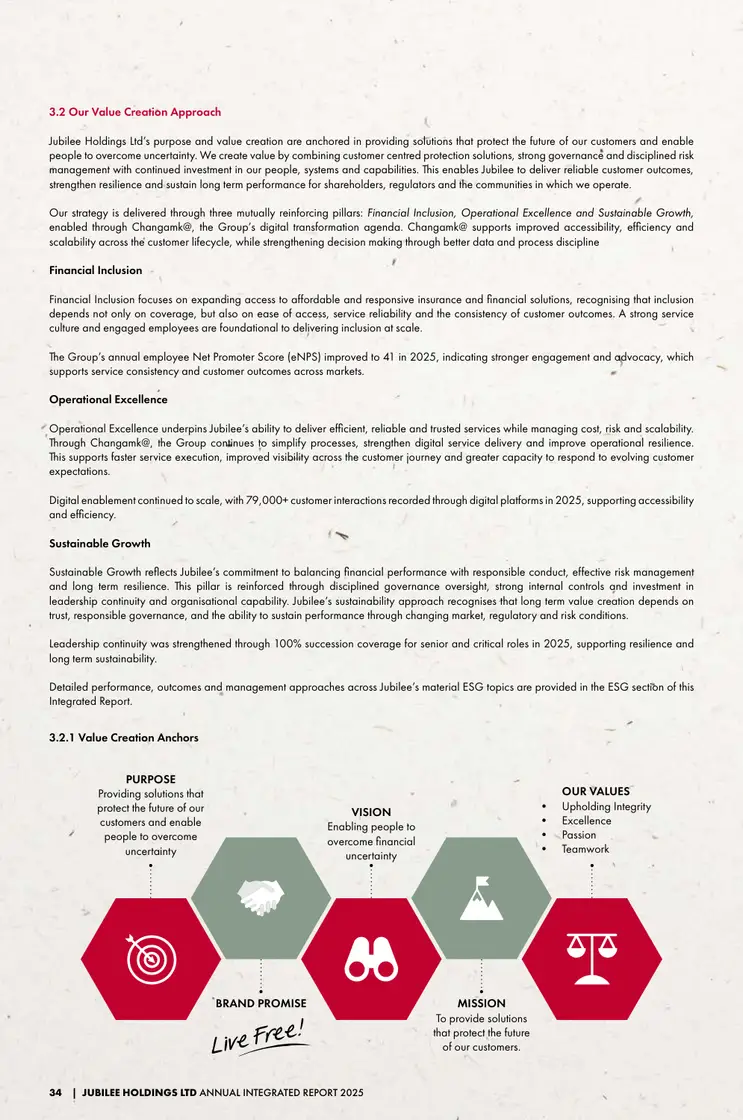 3.2 Our Value Creation Approach
Jubilee Holdings Ltd's purpose and value creation are anchored in providing solutions that protect the future of our customers and enable
people to overcome uncertainty. We create value by combining customer centred protection solutions, strong governance and disciplined risk
management with continued investment in our people, systems and capabilities. This enables Jubilee to deliver reliable customer outcomes,
strengthen resilience and sustain long term performance for shareholders, regulators and the communities in which we operate.
Our strategy is delivered through three mutually reinforcing pillars: Financial Inclusion, Operational Excellence and Sustainable Growth,
enabled through Changamk@, the Group's digital transformation agenda. Changamk@ supports improved accessibility, efficiency and
scalability across the customer lifecycle, while strengthening decision making through better data and process discipline
Financial Inclusion
Financial Inclusion focuses on expanding access to affordable and responsive insurance and financial solutions, recognising that inclusion
depends not only on coverage, but also on ease of access, service reliability and the consistency of customer outcomes. A strong service
culture and engaged employees are foundational to delivering inclusion at scale.
The Group's annual employee Net Promoter Score (eNPS) improved to 41 in 2025, indicating stronger engagement and advocacy, which
supports service consistency and customer outcomes across markets.
Operational Excellence
Operational Excellence underpins Jubilee's ability to deliver efficient, reliable and trusted services while managing cost, risk and scalability.
Through Changamk@, the Group continues to simplify processes, strengthen digital service delivery and improve operational resilience.
This supports faster service execution, improved visibility across the customer journey and greater capacity to respond to evolving customer
expectations.
Digital enablement continued to scale, with 79,000+ customer interactions recorded through digital platforms in 2025, supporting accessibility
and efficiency.
Sustainable Growth
Sustainable Growth reflects Jubilee's commitment to balancing financial performance with responsible conduct, effective risk management
and long term resilience. This pillar is reinforced through disciplined governance oversight, strong internal controls and investment in
leadership continuity and organisational capability. Jubilee's sustainability approach recognises that long term value creation depends on
trust, responsible governance, and the ability to sustain performance through changing market, regulatory and risk conditions.
Leadership continuity was strengthened through 100% succession coverage for senior and critical roles in 2025, supporting resilience and
long term sustainability.
Detailed performance, outcomes and management approaches across Jubilee's material ESG topics are provided in the ESG section of this
Integrated Report.
3.2.1 Value Creation Anchors
PURPOSE
Providing solutions that
protect the future of our
customers and enable
people to overcome
uncertainty
VISION
Enabling people to
overcome financial
uncertainty
OUR VALUES
• Upholding Integrity
• Excellence
• Passion
• Teamwork
BRAND PROMISE
Live Free!
MISSION
To provide solutions
that protect the future
of our customers.
34 | JUBILEE HOLDINGS LTD ANNUAL INTEGRATED REPORT 2025